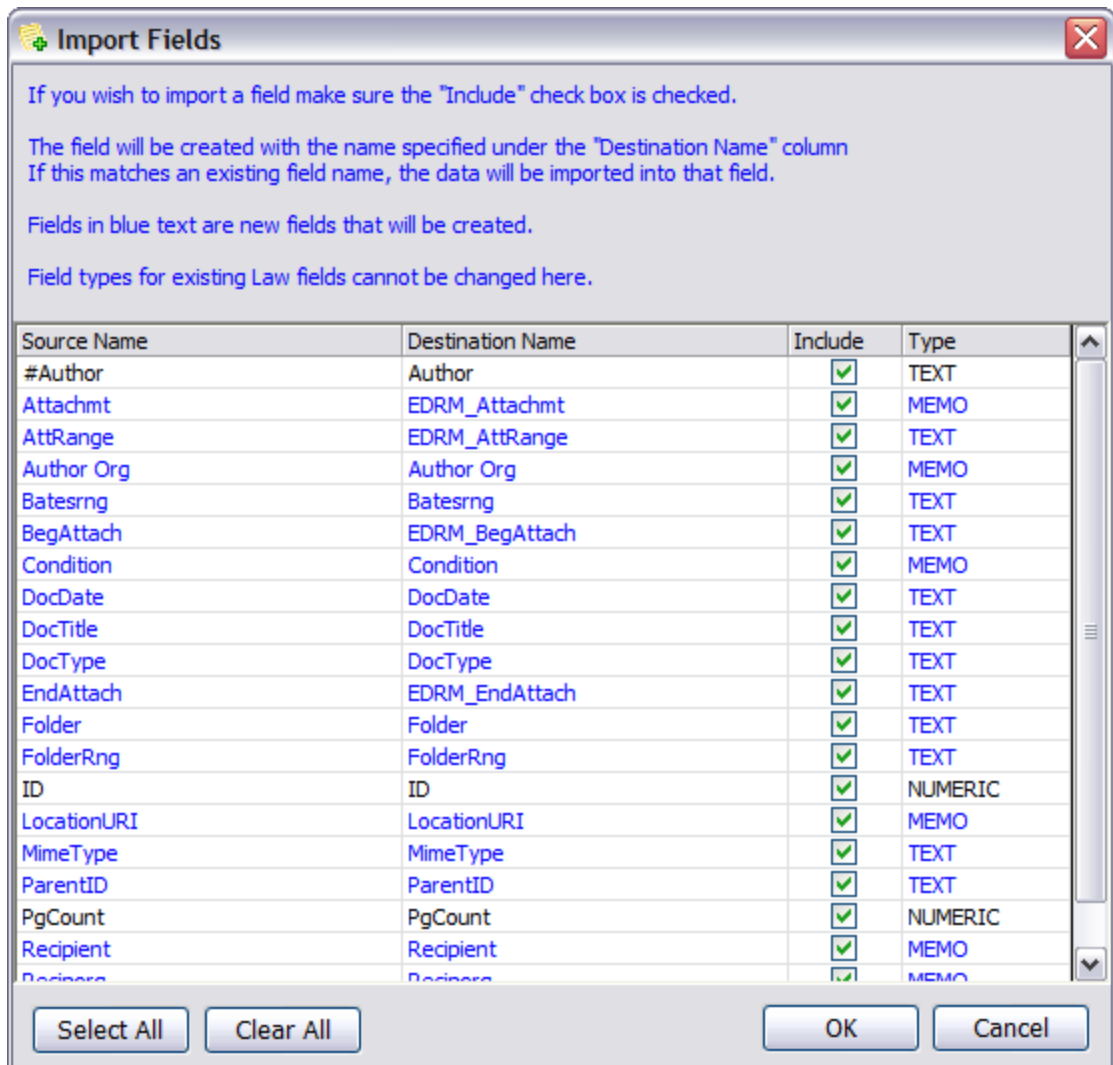 Import Fields
If you wish to import a field make sure the "Include" check box is checked.
The field will be created with the name specified under the "Destination Name" column
If this matches an existing field name, the data will be imported into that field.
Fields in blue text are new fields that will be created.
Field types for existing Law fields cannot be changed here.
Source Name Destination Name Include Type
#Author Author TEXT
Attachmt EDRM_Attachmt MEMO
AttRange EDRM_AttRange TEXT
Author Org Author Org MEMO
Batesrng Batesrng TEXT
BegAttach EDRM_BegAttach TEXT
Condition Condition MEMO
DocDate DocDate TEXT
DocTitle DocTitle TEXT
DocType DocType TEXT
EndAttach EDRM_EndAttach TEXT
Folder Folder TEXT
FolderRng FolderRng TEXT
ID ID NUMERIC
LocationURI LocationURI MEMO
MimeType MimeType TEXT
ParentID ParentID TEXT
PgCount PgCount NUMERIC
Recipient Recipient MEMO
Reciporg Reciporg MEMO
Select All Clear All OK Cancel